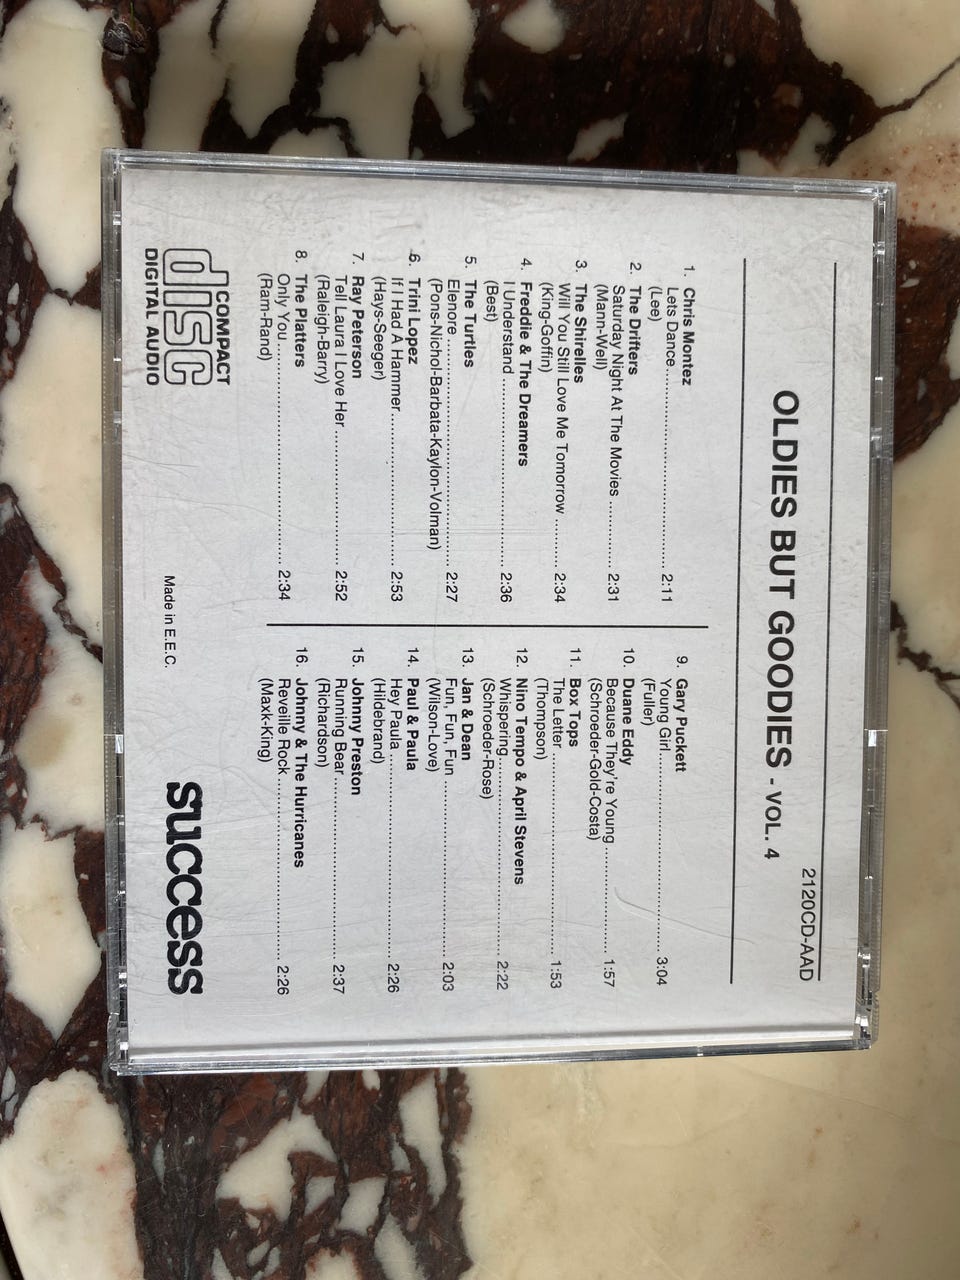 2120CD-AAD
OLDIES BUT GOODIES - VOL. 4
1. Chris Montez
Lets Dance 2:11
(Lee)
2. The Drifters
Saturday Night At The Movies 2:31
(Mann-Well)
3. The Shirelles
Will You Still Love Me Tomorrow 2:34
(King-Goffin)
4. Freddie & The Dreamers
I Understand 2:36
(Best)
5. The Turtles
Elenore 2:27
(Pons-Nichol-Barbata-Kaylon-Volman)
6. Trini Lopez
If I Had A Hammer 2:53
(Hays-Seeger)
7. Ray Peterson
Tell Laura I Love Her 2:52
(Raleigh-Barry)
8. The Platters
Only You 2:34
(Ram-Rand)
9. Gary Puckett
Young Girl 3:04
(Fuller)
10. Duane Eddy
Because They're Young 1:57
(Schroeder-Gold-Costa)
11. Box Tops
The Letter 1:53
(Thompson)
12. Nino Tempo & April Stevens
Whispering 2:22
(Schroeder-Rose)
13. Jan & Dean
Fun, Fun, Fun 2:03
(Wilson-Love)
14. Paul & Paula
Hey Paula 2:26
(Hildebrand)
15. Johnny Preston
Running Bear 2:37
(Richardson)
16. Johnny & The Hurricanes
Reveille Rock 2:26
(Maxk-King)
COMPACT
disc
DIGITAL AUDIO
Made in E.E.C.
success